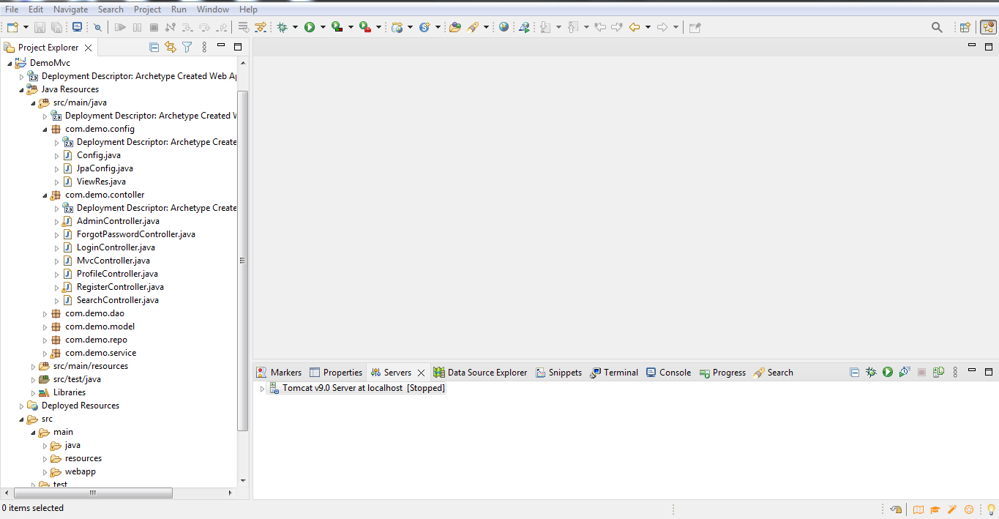 File Edit Navigate Search Project Run Window Help
Project Explorer
DemoMvc
Deployment Descriptor: Archetype Created Web Ap
Java Resources
src/main/java
Deployment Descriptor: Archetype Created W
com.demo.config
Deployment Descriptor: Archetype Create
Config.java
JpaConfig.java
ViewRes.java
com.demo.contoller
Deployment Descriptor: Archetype Create
AdminController.java
ForgotPasswordController.java
LoginController.java
MvcController.java
ProfileController.java
RegisterController.java
SearchController.java
com.demo.dao
com.demo.model
com.demo.repo
com.demo.service
src/main/resources
src/test/java
Libraries
Deployed Resources
src
main
java
resources
webapp
test
Markers Properties Servers Data Source Explorer Snippets Terminal Console Progress Search
Tomcat v9.0 Server at localhost [Stopped]
0 items selected